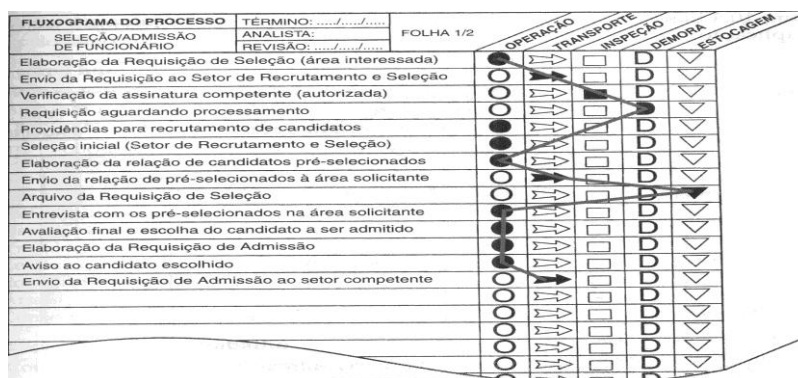 FLUXOGRAMA DO PROCESSO
TÉRMINO: ...../...../.....
SELEÇÃO/ADMISSÃO
DE FUNCIONÁRIO
ANALISTA:
REVISÃO: ...../...../.....
FOLHA 1/2
OPERAÇÃO
TRANSPORTE
INSPEÇÃO
DEMORA
ESTOCAGEM
Elaboração da Requisição de Seleção (área interessada)
D
Envio da Requisição ao Setor de Recrutamento e Seleção
D
Verificação da assinatura competente (autorizada)
D
Requisição aguardando processamento
Providências para recrutamento de candidatos
D
Seleção inicial (Setor de Recrutamento e Seleção)
D
Elaboração da relação de candidatos pré-selecionados
D
Envio da relação de pré-selecionados à área solicitante
D
Arquivo da Requisição de Seleção
D
Entrevista com os pré-selecionados na área solicitante
D
Avaliação final e escolha do candidato a ser admitido
D
Elaboração da Requisição de Admissão
D
Aviso ao candidato escolhido
D
Envio da Requisição de Admissão ao setor competente
D
D
D
D
D
D